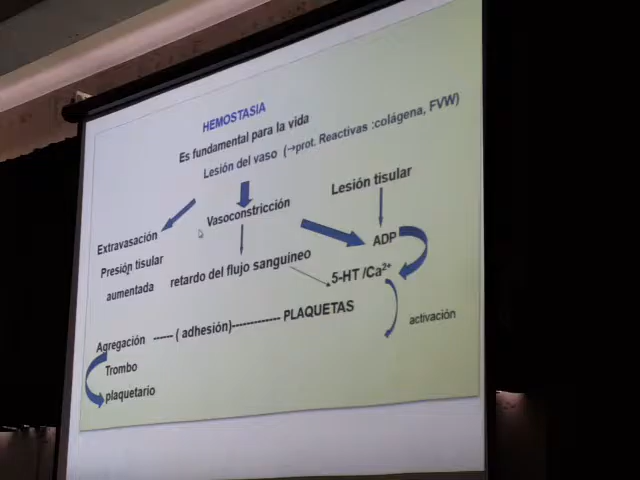 HEMOSTASIA
Es fundamental para la vida
Lesión del vaso (→prot. Reactivas :colágena, FVW)
Lesión tisular
Vasoconstricción
Extravasación
ADP
Presión tisular
aumentada
retardo del flujo sanguineo
5-HT /Ca²⁺
Agregación ------ ( adhesión)------------ PLAQUETAS
activación
Trombo
plaquetario